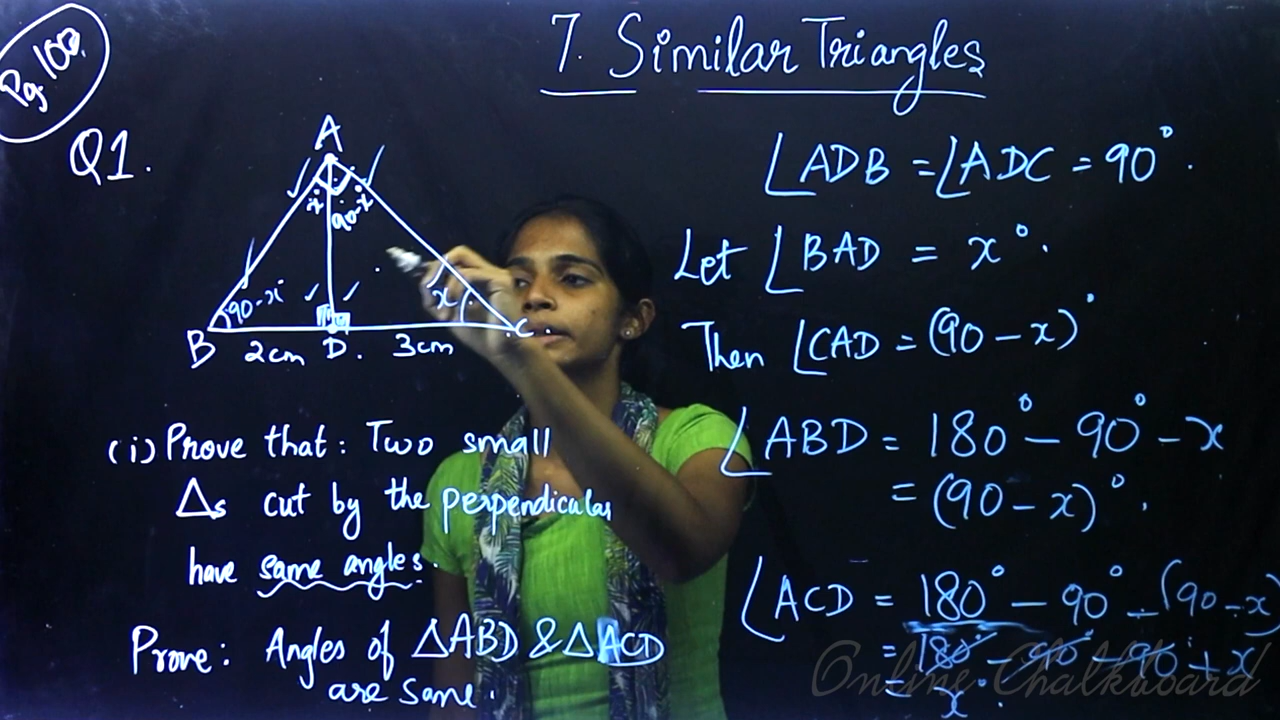 Pg 100.
7. Similar Triangles
Q1.
A
x 90-x
90-x
x
B 2cm D. 3cm C.
(i) Prove that: Two small
Δs cut by the perpendicular
have same angles.
Prove: Angles of ΔABD & ΔACD
are same.
∠ADB = ∠ADC = 90°.
Let ∠BAD = x°.
Then ∠CAD = (90 – x)°
∠ABD = 180° – 90° – x
= (90 – x)°.
∠ACD = 180° – 90° – (90 – x)
= 180° – 90° – 90° + x
= x°.
Online Chalkboard